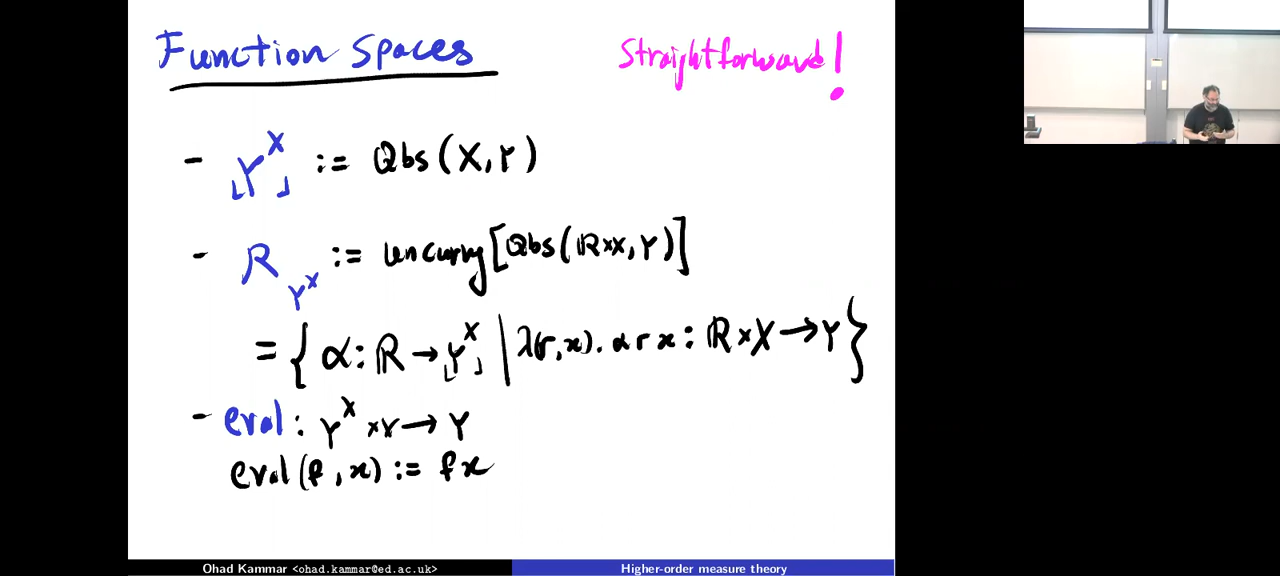 Function Spaces
Straightforward!
- ⌞Y^X⌟ := Qbs(X,Y)
- R_{Y^X} := uncurry[Qbs(ℝ×X,Y)]
= {α: ℝ → ⌞Y^X⌟ | λ(r,x). α r x : ℝ×X → Y}
- eval: Y^X × X → Y
eval(f,x) := f x
Ohad Kammar <ohad.kammar@ed.ac.uk>
Higher-order measure theory